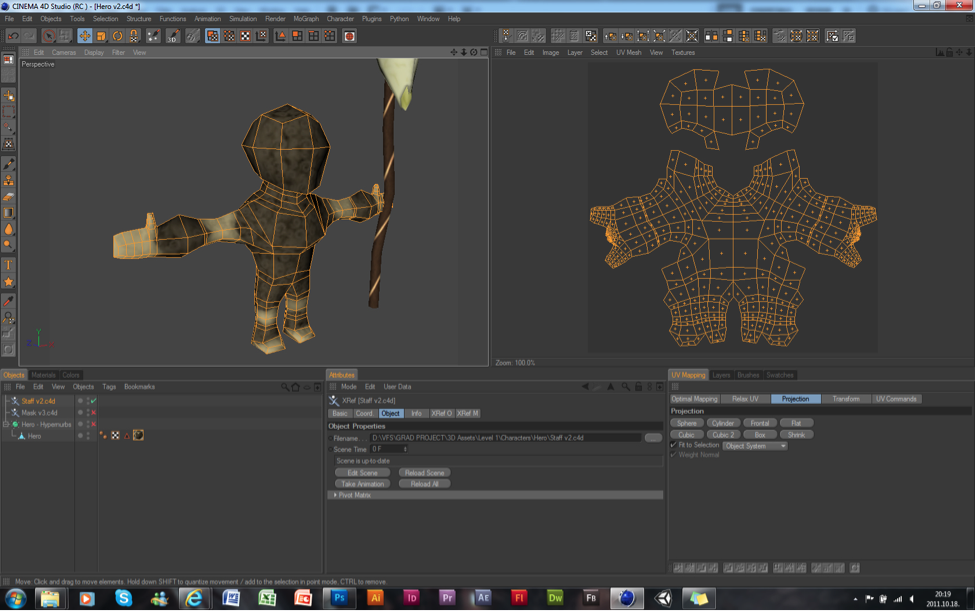 CINEMA 4D Studio (RC) - [Hero v2.c4d *]
File Edit Objects Tools Selection Structure Functions Animation Simulation Render MoGraph Character Plugins Python Window Help
Edit Cameras Display Filter View
File Edit Image Layer Select UV Mesh View Textures
Perspective
Y
Zoom: 100.0%
Objects Materials Colors
File Edit View Objects Tags Bookmarks
Staff v2.c4d
Mask v3.c4d
Hero - Hypernurbs
Hero
Attributes
Mode Edit User Data
XRef [Staff v2.c4d]
Basic Coord. Object Info XRef O XRef M
Object Properties
Filename. . . D:\VFS\GRAD PROJECT\3D Assets\Level 1\Characters\Hero\Staff v2.c4d
Scene Time 0 F
Scene is up-to-date
Edit Scene Reload Scene
Take Animation Reload All
Pivot Matrix
UV Mapping Layers Brushes Swatches
Optimal Mapping Relax UV Projection Transform UV Commands
Projection
Sphere Cylinder Frontal Flat
Cubic Cubic 2 Box Shrink
Fit to Selection Object System
Weight Normal
Move: Click and drag to move elements. Hold down SHIFT to quantize movement / add to the selection in point mode, CTRL to remove.
Ps Ai Id Pr Ae Fl Dw FB
20:19
2011.10.18.